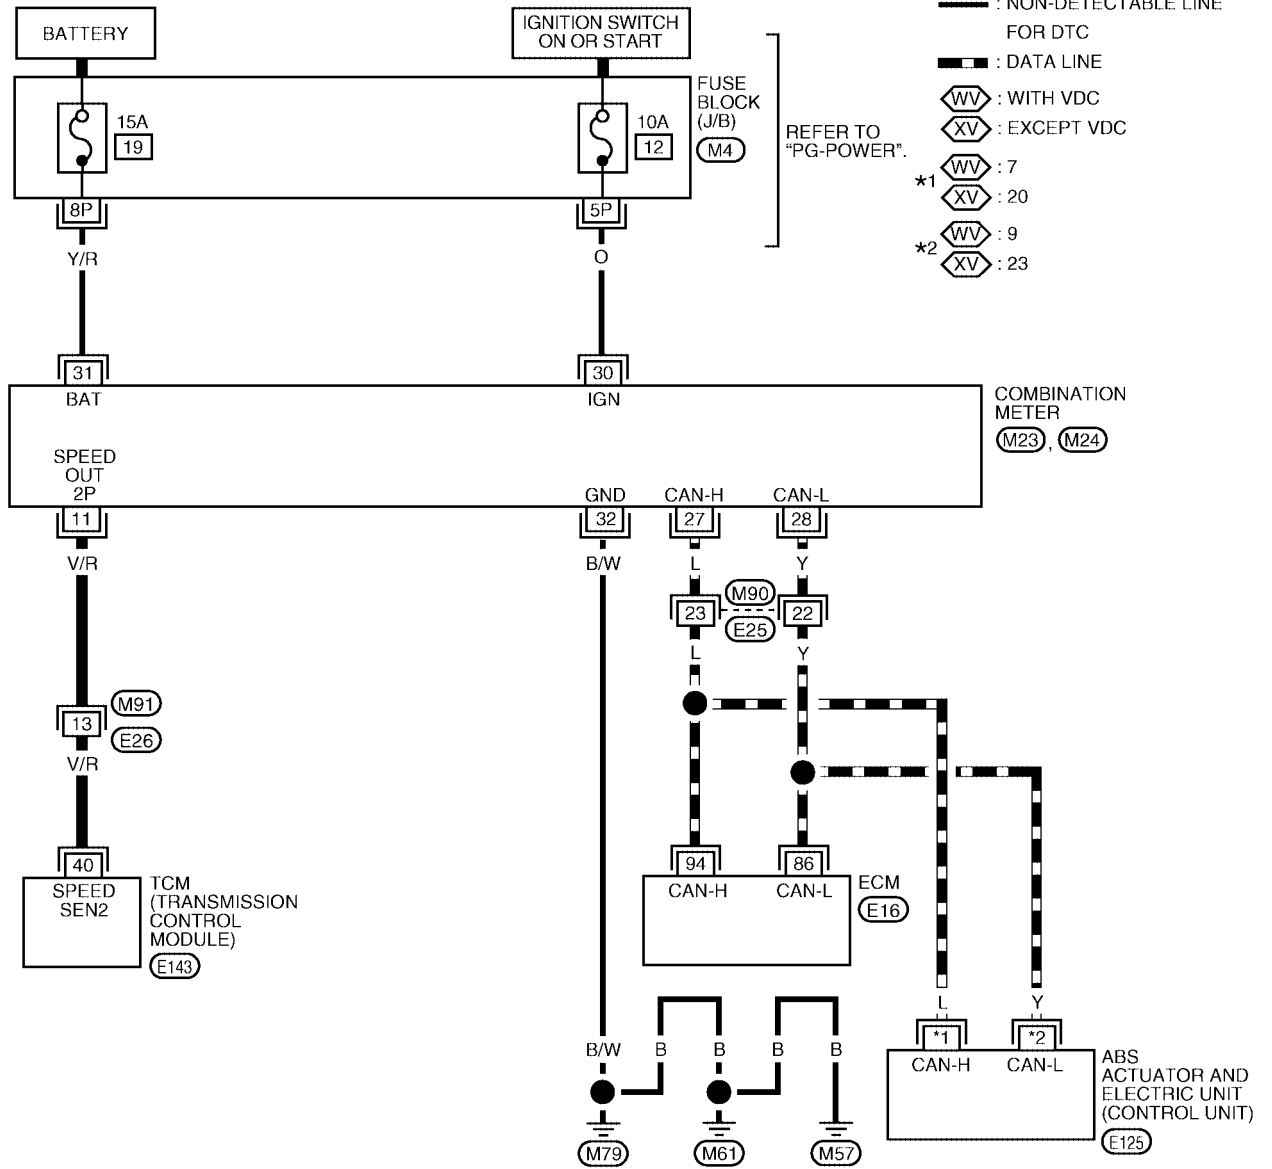 BATTERY
IGNITION SWITCH
ON OR START
: NON-DETECTABLE LINE
FOR DTC
: DATA LINE
WV : WITH VDC
XV : EXCEPT VDC
*1
WV : 7
XV : 20
*2
WV : 9
XV : 23
FUSE
BLOCK
(J/B)
M4
REFER TO
"PG-POWER".
15A
19
10A
12
8P
5P
Y/R
O
31
30
BAT
IGN
COMBINATION
METER
M23 , M24
SPEED
OUT
2P
GND
CAN-H
CAN-L
11
32
27
28
V/R
B/W
L
Y
23
M90
22
E25
L
Y
13
M91
E26
V/R
40
SPEED
SEN2
TCM
(TRANSMISSION
CONTROL
MODULE)
E143
94
86
CAN-H
CAN-L
ECM
E16
L
Y
*1
*2
CAN-H
CAN-L
ABS
ACTUATOR AND
ELECTRIC UNIT
(CONTROL UNIT)
E125
B/W
B
B
B
B
M79
M61
M57